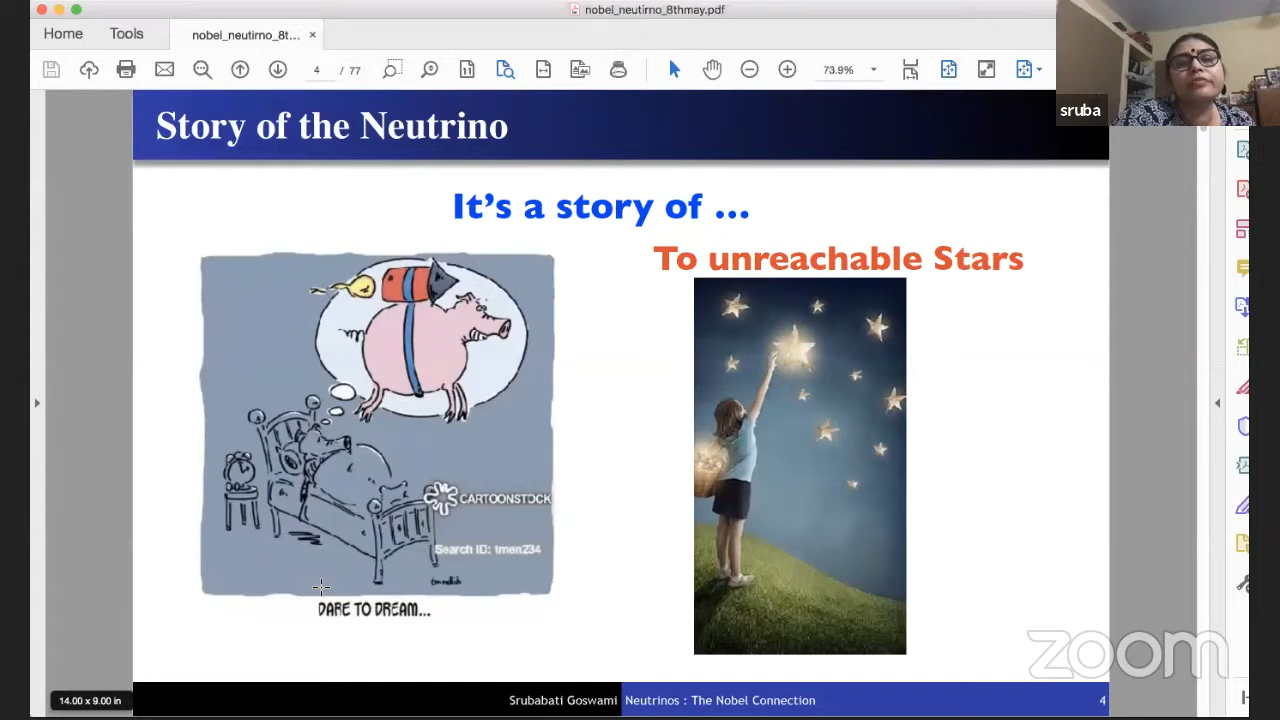 nobel_neutirno_8thmay.pdf
Home Tools nobel_neutirno_8t... ×
4 / 77 73.9%
sruba
Story of the Neutrino
It's a story of ...
To unreachable Stars
CARTOONSTOCK
Search ID: tmen234
DARE TO DREAM...
zoom
14.00 x 9.00 in
Srubabati Goswami Neutrinos : The Nobel Connection 4